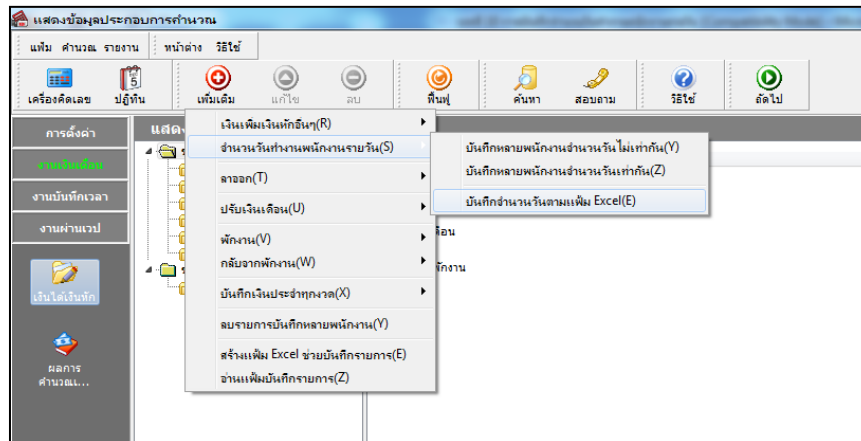 แสดงข้อมูลประกอบการคำนวณ
แฟ้ม คำนวณ รายงาน หน้าต่าง วิธีใช้
เครื่องคิดเลข ปฏิทิน เพิ่มเติม แก้ไข ลบ ฟื้นฟู ค้นหา สอบถาม วิธีใช้ ถัดไป
การตั้งค่า
งานเงินเดือน
งานบันทึกเวลา
งานผ่านเวป
เงินได้เงินหัก
ผลการ
คำนวณเ...
แสดง
เงินเพิ่มเงินหักอื่นๆ(R)
จำนวนวันทำงานพนักงานรายวัน(S)
ลาออก(T)
ปรับเงินเดือน(U)
พักงาน(V)
กลับจากพักงาน(W)
บันทึกเงินประจำทุกงวด(X)
ลบรายการบันทึกหลายพนักงาน(Y)
สร้างแฟ้ม Excel ช่วยบันทึกรายการ(E)
อ่านแฟ้มบันทึกรายการ(Z)
บันทึกหลายพนักงานจำนวนวันไม่เท่ากัน(Y)
บันทึกหลายพนักงานจำนวนวันเท่ากัน(Z)
บันทึกจำนวนวันตามแฟ้ม Excel(E)